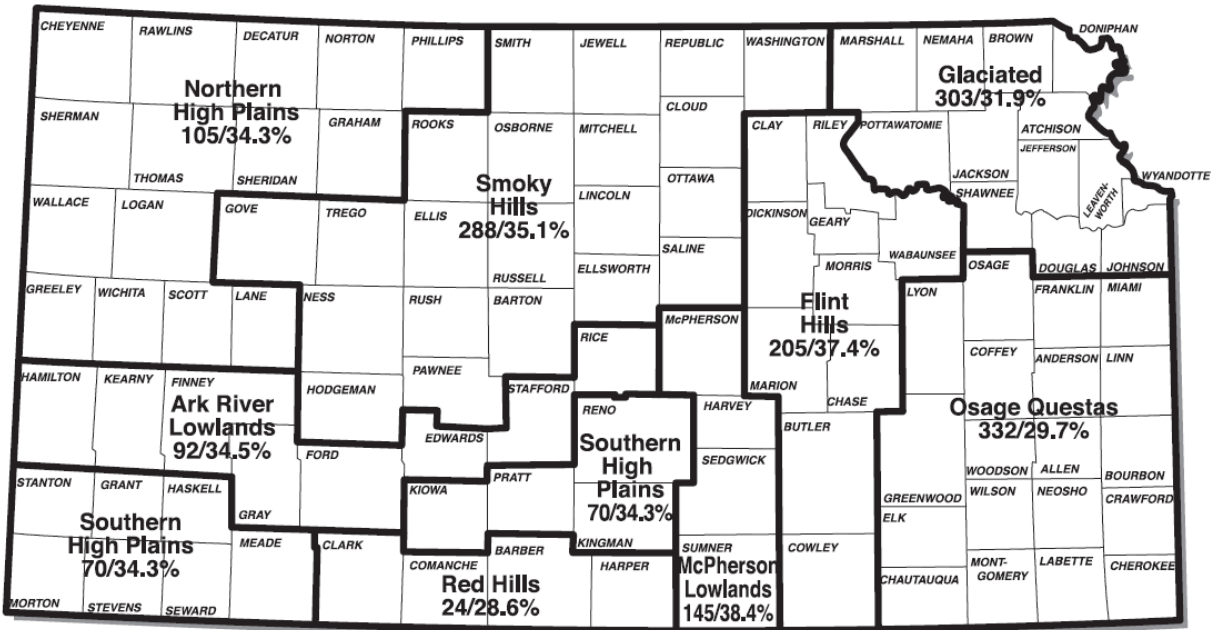 CHEYENNE
RAWLINS
DECATUR
NORTON
PHILLIPS
SMITH
JEWELL
REPUBLIC
WASHINGTON
MARSHALL
NEMAHA
BROWN
DONIPHAN
Northern
High Plains
105/34.3%
Glaciated
303/31.9%
SHERMAN
THOMAS
SHERIDAN
GRAHAM
ROOKS
OSBORNE
MITCHELL
CLOUD
CLAY
RILEY
POTTAWATOMIE
ATCHISON
JEFFERSON
JACKSON
SHAWNEE
LEAVEN-
WORTH
WYANDOTTE
WALLACE
LOGAN
GOVE
TREGO
ELLIS
Smoky
Hills
288/35.1%
RUSSELL
LINCOLN
OTTAWA
SALINE
ELLSWORTH
DICKINSON
GEARY
WABAUNSEE
MORRIS
OSAGE
DOUGLAS
JOHNSON
GREELEY
WICHITA
SCOTT
LANE
NESS
RUSH
BARTON
RICE
McPHERSON
Flint
Hills
205/37.4%
MARION
CHASE
LYON
FRANKLIN
MIAMI
COFFEY
ANDERSON
LINN
HAMILTON
KEARNY
FINNEY
Ark River
Lowlands
92/34.5%
HODGEMAN
PAWNEE
STAFFORD
EDWARDS
FORD
GRAY
RENO
HARVEY
SEDGWICK
BUTLER
Osage Questas
332/29.7%
WOODSON
ALLEN
BOURBON
GREENWOOD
WILSON
NEOSHO
CRAWFORD
Southern
High
Plains
70/34.3%
KINGMAN
PRATT
KIOWA
STANTON
GRANT
HASKELL
Southern
High Plains
70/34.3%
MEADE
MORTON
STEVENS
SEWARD
CLARK
COMANCHE
BARBER
HARPER
Red Hills
24/28.6%
SUMNER
McPherson
Lowlands
145/38.4%
COWLEY
ELK
CHAUTAUQUA
MONT-
GOMERY
LABETTE
CHEROKEE